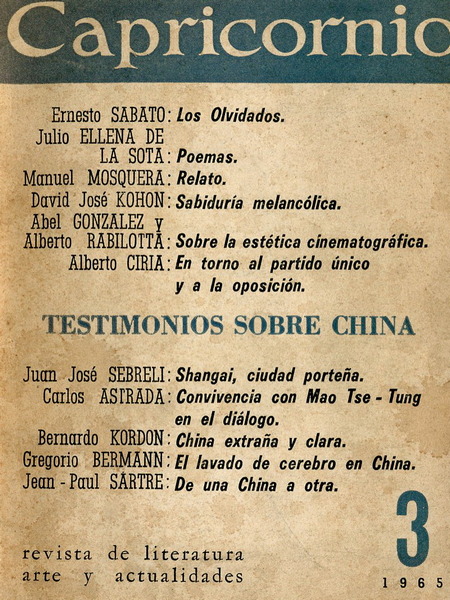 Capricornio
Ernesto SABATO: Los Olvidados.
Julio ELLENA DE
LA SOTA: Poemas.
Manuel MOSQUERA: Relato.
David José KOHON: Sabiduría melancólica.
Abel GONZALEZ y
Alberto RABILOTTA: Sobre la estética cinematográfica.
Alberto CIRIA: En torno al partido único
y a la oposición.
TESTIMONIOS SOBRE CHINA
Juan José SEBRELI: Shangai, ciudad porteña.
Carlos ASTRADA: Convivencia con Mao Tse - Tung
en el diálogo.
Bernardo KORDON: China extraña y clara.
Gregorio BERMANN: El lavado de cerebro en China.
Jean - Paul SARTRE: De una China a otra.
3
revista de literatura
arte y actualidades
1965